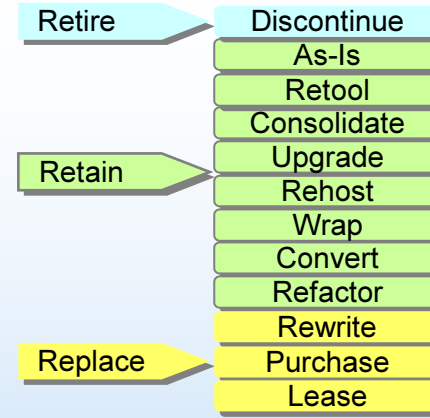 Retire
Discontinue
As-Is
Retool
Consolidate
Upgrade
Retain
Rehost
Wrap
Convert
Refactor
Rewrite
Replace
Purchase
Lease